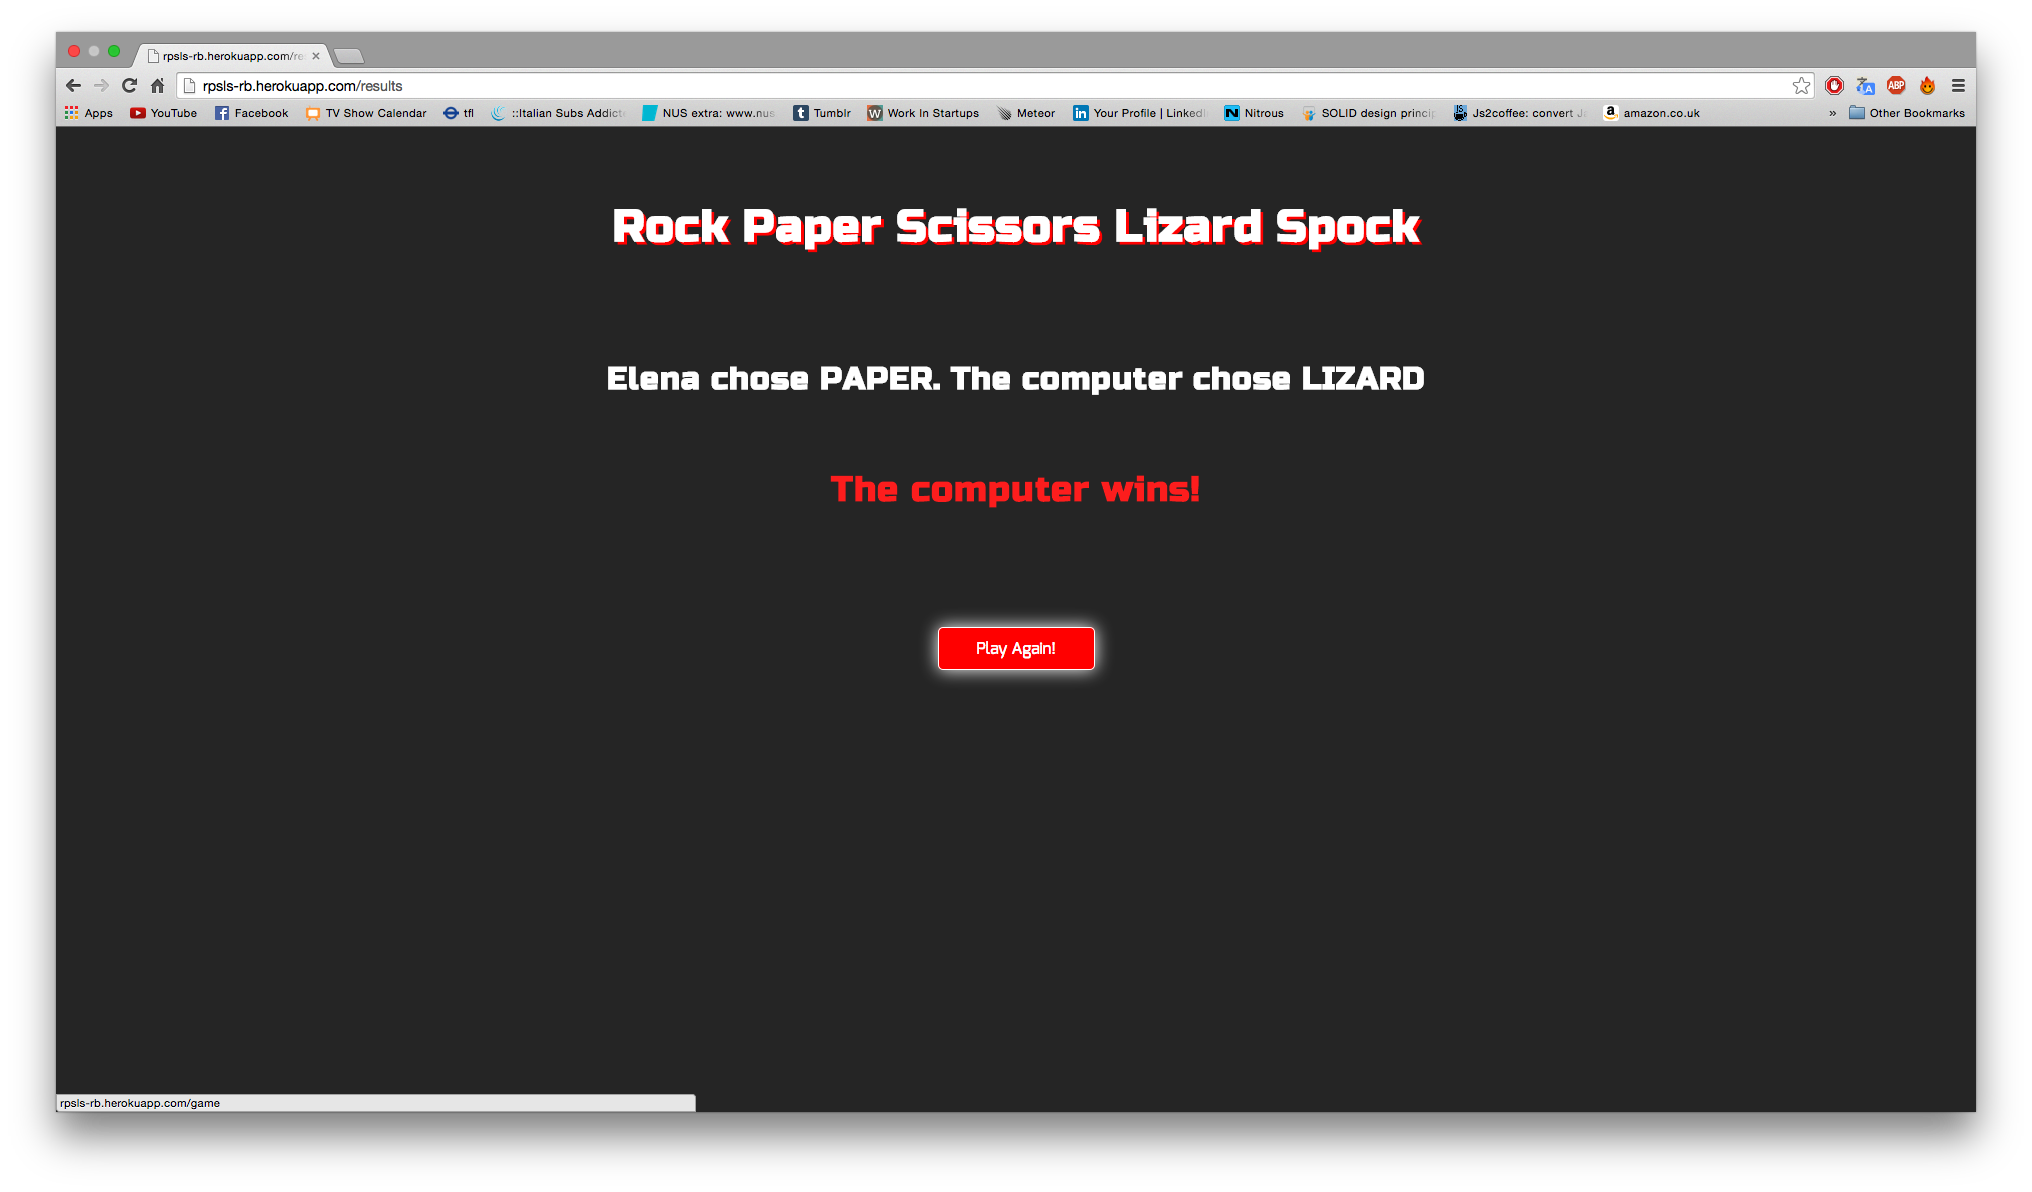 rpsls-rb.herokuapp.com/re
rpsls-rb.herokuapp.com/results
ABP
Apps YouTube Facebook TV Show Calendar tfl ::Italian Subs Addict NUS extra: www.nus Tumblr Work In Startups Meteor Your Profile | LinkedI Nitrous SOLID design princip Js2coffee: convert J amazon.co.uk » Other Bookmarks
Rock Paper Scissors Lizard Spock
Elena chose PAPER. The computer chose LIZARD
The computer wins!
Play Again!
rpsls-rb.herokuapp.com/game